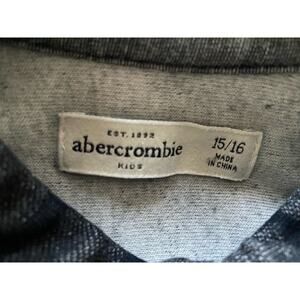 EST. 1892
abercrombie
KIDS
15/16
MADE
IN CHINA